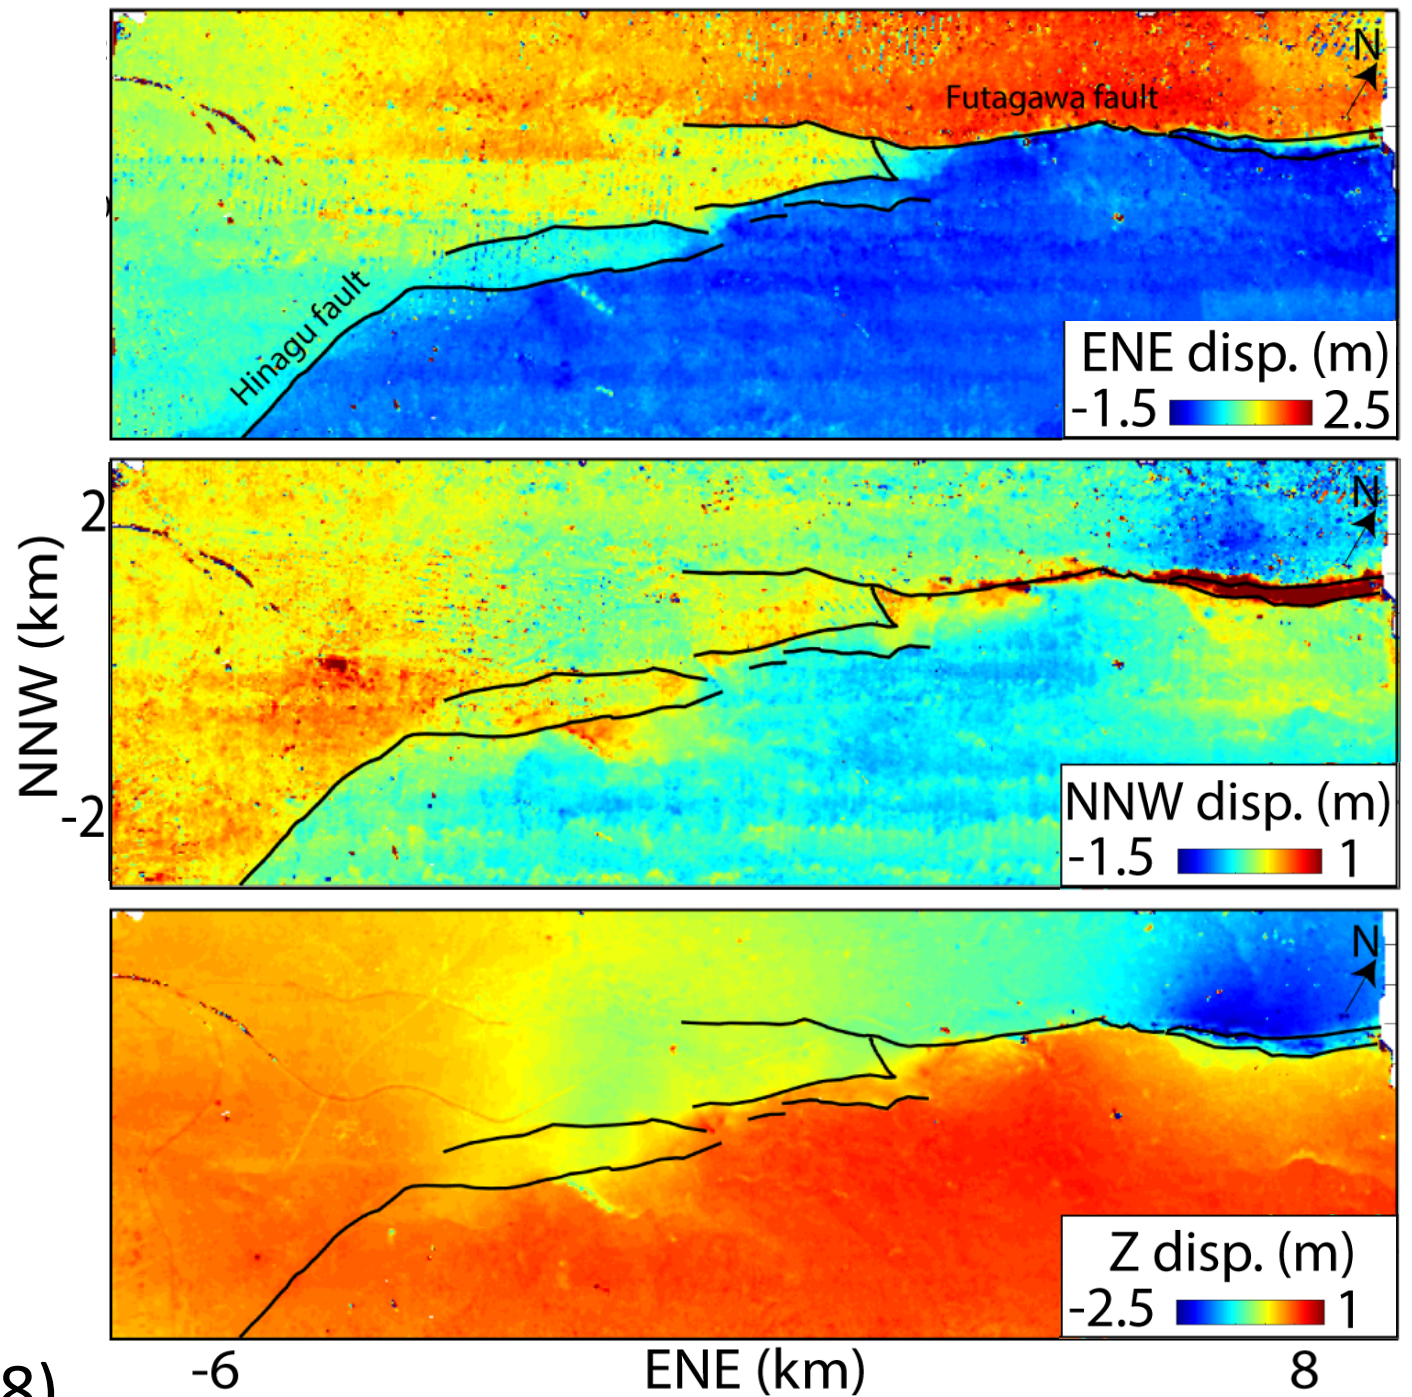 N
Futagawa fault
Hinagu fault
ENE disp. (m)
-1.5 2.5
N
2
NNW (km)
-2
NNW disp. (m)
-1.5 1
N
Z disp. (m)
-2.5 1
-6 ENE (km) 8
8)